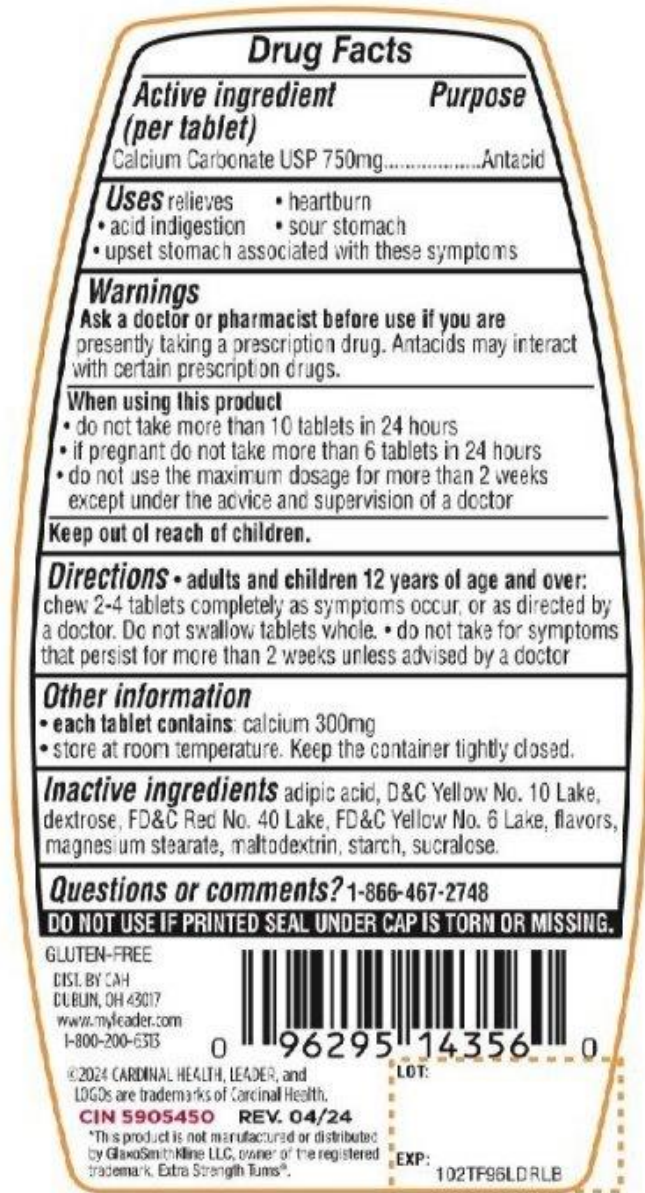 Drug Facts
Active ingredient Purpose
(per tablet)
Calcium Carbonate USP 750mg...................Antacid
Uses relieves • heartburn
• acid indigestion • sour stomach
• upset stomach associated with these symptoms
Warnings
Ask a doctor or pharmacist before use if you are
presently taking a prescription drug. Antacids may interact
with certain prescription drugs.
When using this product
• do not take more than 10 tablets in 24 hours
• if pregnant do not take more than 6 tablets in 24 hours
• do not use the maximum dosage for more than 2 weeks
except under the advice and supervision of a doctor
Keep out of reach of children.
Directions • adults and children 12 years of age and over:
chew 2-4 tablets completely as symptoms occur, or as directed by
a doctor. Do not swallow tablets whole. • do not take for symptoms
that persist for more than 2 weeks unless advised by a doctor
Other information
• each tablet contains: calcium 300mg
• store at room temperature. Keep the container tightly closed.
Inactive ingredients adipic acid, D&C Yellow No. 10 Lake,
dextrose, FD&C Red No. 40 Lake, FD&C Yellow No. 6 Lake, flavors,
magnesium stearate, maltodextrin, starch, sucralose.
Questions or comments? 1-866-467-2748
DO NOT USE IF PRINTED SEAL UNDER CAP IS TORN OR MISSING.
GLUTEN-FREE
DIST. BY CAH
DUBLIN, OH 43017
www.myleader.com
1-800-200-6313
0 96295 14356 0
©2024 CARDINAL HEALTH, LEADER, and
LOGOs are trademarks of Cardinal Health.
CIN 5905450 REV. 04/24
*This product is not manufactured or distributed
by GlaxoSmithKline LLC, owner of the registered
trademark, Extra Strength Tums®.
LOT:
EXP:
102TF96LDRLB